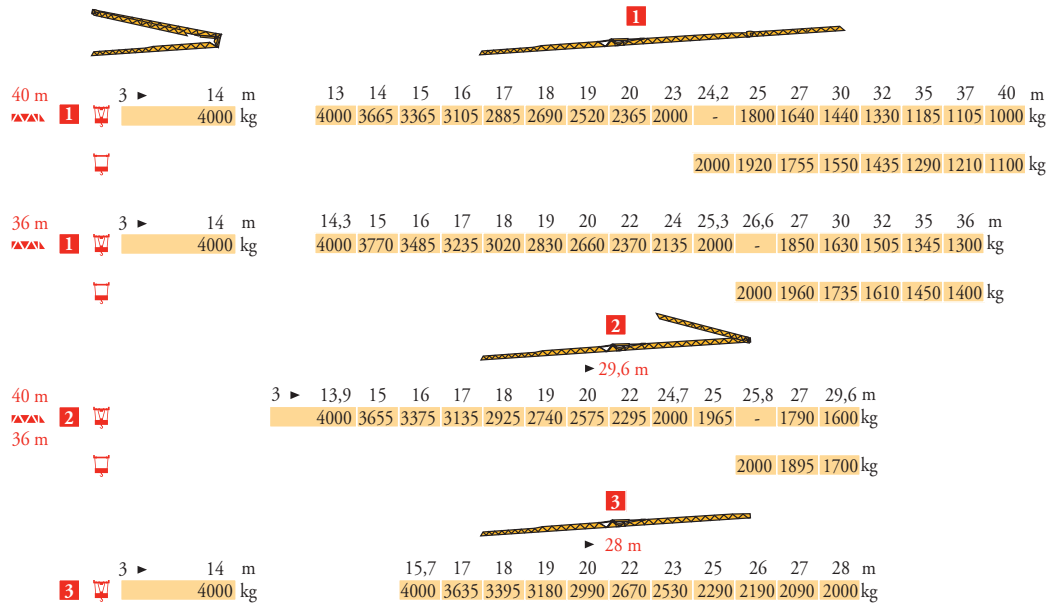 1
40 m 3 ► 14 m 13 14 15 16 17 18 19 20 23 24,2 25 27 30 32 35 37 40 m
1 4000 kg 4000 3665 3365 3105 2885 2690 2520 2365 2000 - 1800 1640 1440 1330 1185 1105 1000 kg
2000 1920 1755 1550 1435 1290 1210 1100 kg
36 m 3 ► 14 m 14,3 15 16 17 18 19 20 22 24 25,3 26,6 27 30 32 35 36 m
1 4000 kg 4000 3770 3485 3235 3020 2830 2660 2370 2135 2000 - 1850 1630 1505 1345 1300 kg
2000 1960 1735 1610 1450 1400 kg
2
► 29,6 m
40 m 3 ► 13,9 15 16 17 18 19 20 22 24,7 25 25,8 27 29,6 m
2 4000 3655 3375 3135 2925 2740 2575 2295 2000 1965 - 1790 1600 kg
36 m
2000 1895 1700 kg
3
► 28 m
3 ► 14 m 15,7 17 18 19 20 22 23 25 26 27 28 m
3 4000 kg 4000 3635 3395 3180 2990 2670 2530 2290 2190 2090 2000 kg